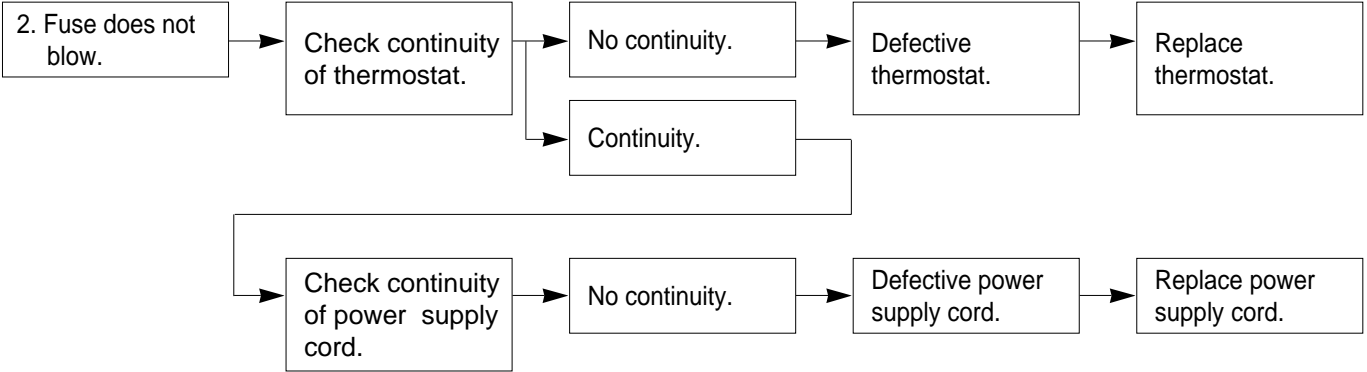 2. Fuse does not
blow.
Check continuity
of thermostat.
No continuity.
Defective
thermostat.
Replace
thermostat.
Continuity.
Check continuity
of power supply
cord.
No continuity.
Defective power
supply cord.
Replace power
supply cord.